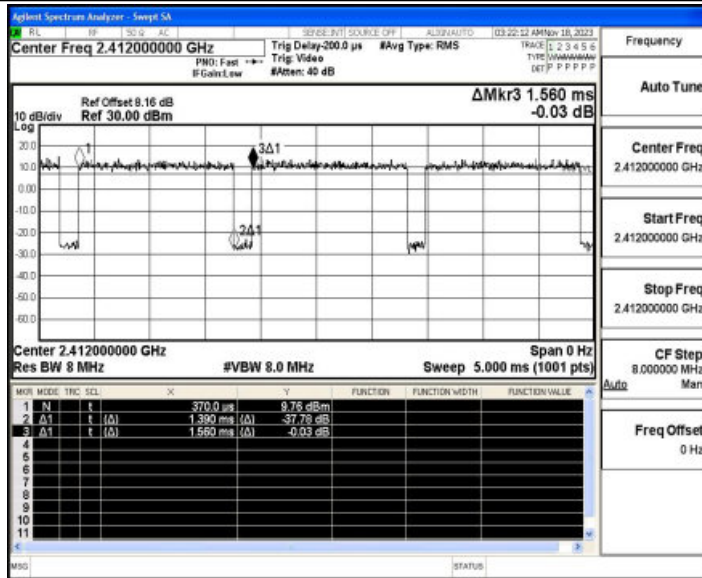 Agilent Spectrum Analyzer - Swept SA
RL RF 50 Ω AC SENSE:INT SOURCE OFF ALIGNAUTO 03:22:12 AM Nov 18, 2023
Center Freq 2.412000000 GHz
PNO: Fast
IFGain:Low
Trig Delay-200.0 µs
Trig: Video
#Atten: 40 dB
#Avg Type: RMS
TRACE 1 2 3 4 5 6
TYPE WWWWWW
DET P P P P P P
Frequency
Auto Tune
Center Freq
2.412000000 GHz
Start Freq
2.412000000 GHz
Stop Freq
2.412000000 GHz
CF Step
8.000000 MHz
Auto Man
Freq Offset
0 Hz
ΔMkr3 1.560 ms
-0.03 dB
Ref Offset 8.16 dB
10 dB/div Ref 30.00 dBm
Log
20.0
10.0
0.00
-10.0
-20.0
-30.0
-40.0
-50.0
-60.0
1
3Δ1
2Δ1
Center 2.412000000 GHz Span 0 Hz
Res BW 8 MHz #VBW 8.0 MHz Sweep 5.000 ms (1001 pts)
MKR MODE TRC SCL X Y FUNCTION FUNCTION WIDTH FUNCTION VALUE
1 N t 370.0 µs 9.76 dBm
2 Δ1 t (Δ) 1.390 ms (Δ) -37.78 dB
3 Δ1 t (Δ) 1.560 ms (Δ) -0.03 dB
4
5
6
7
8
9
10
11
MSG STATUS